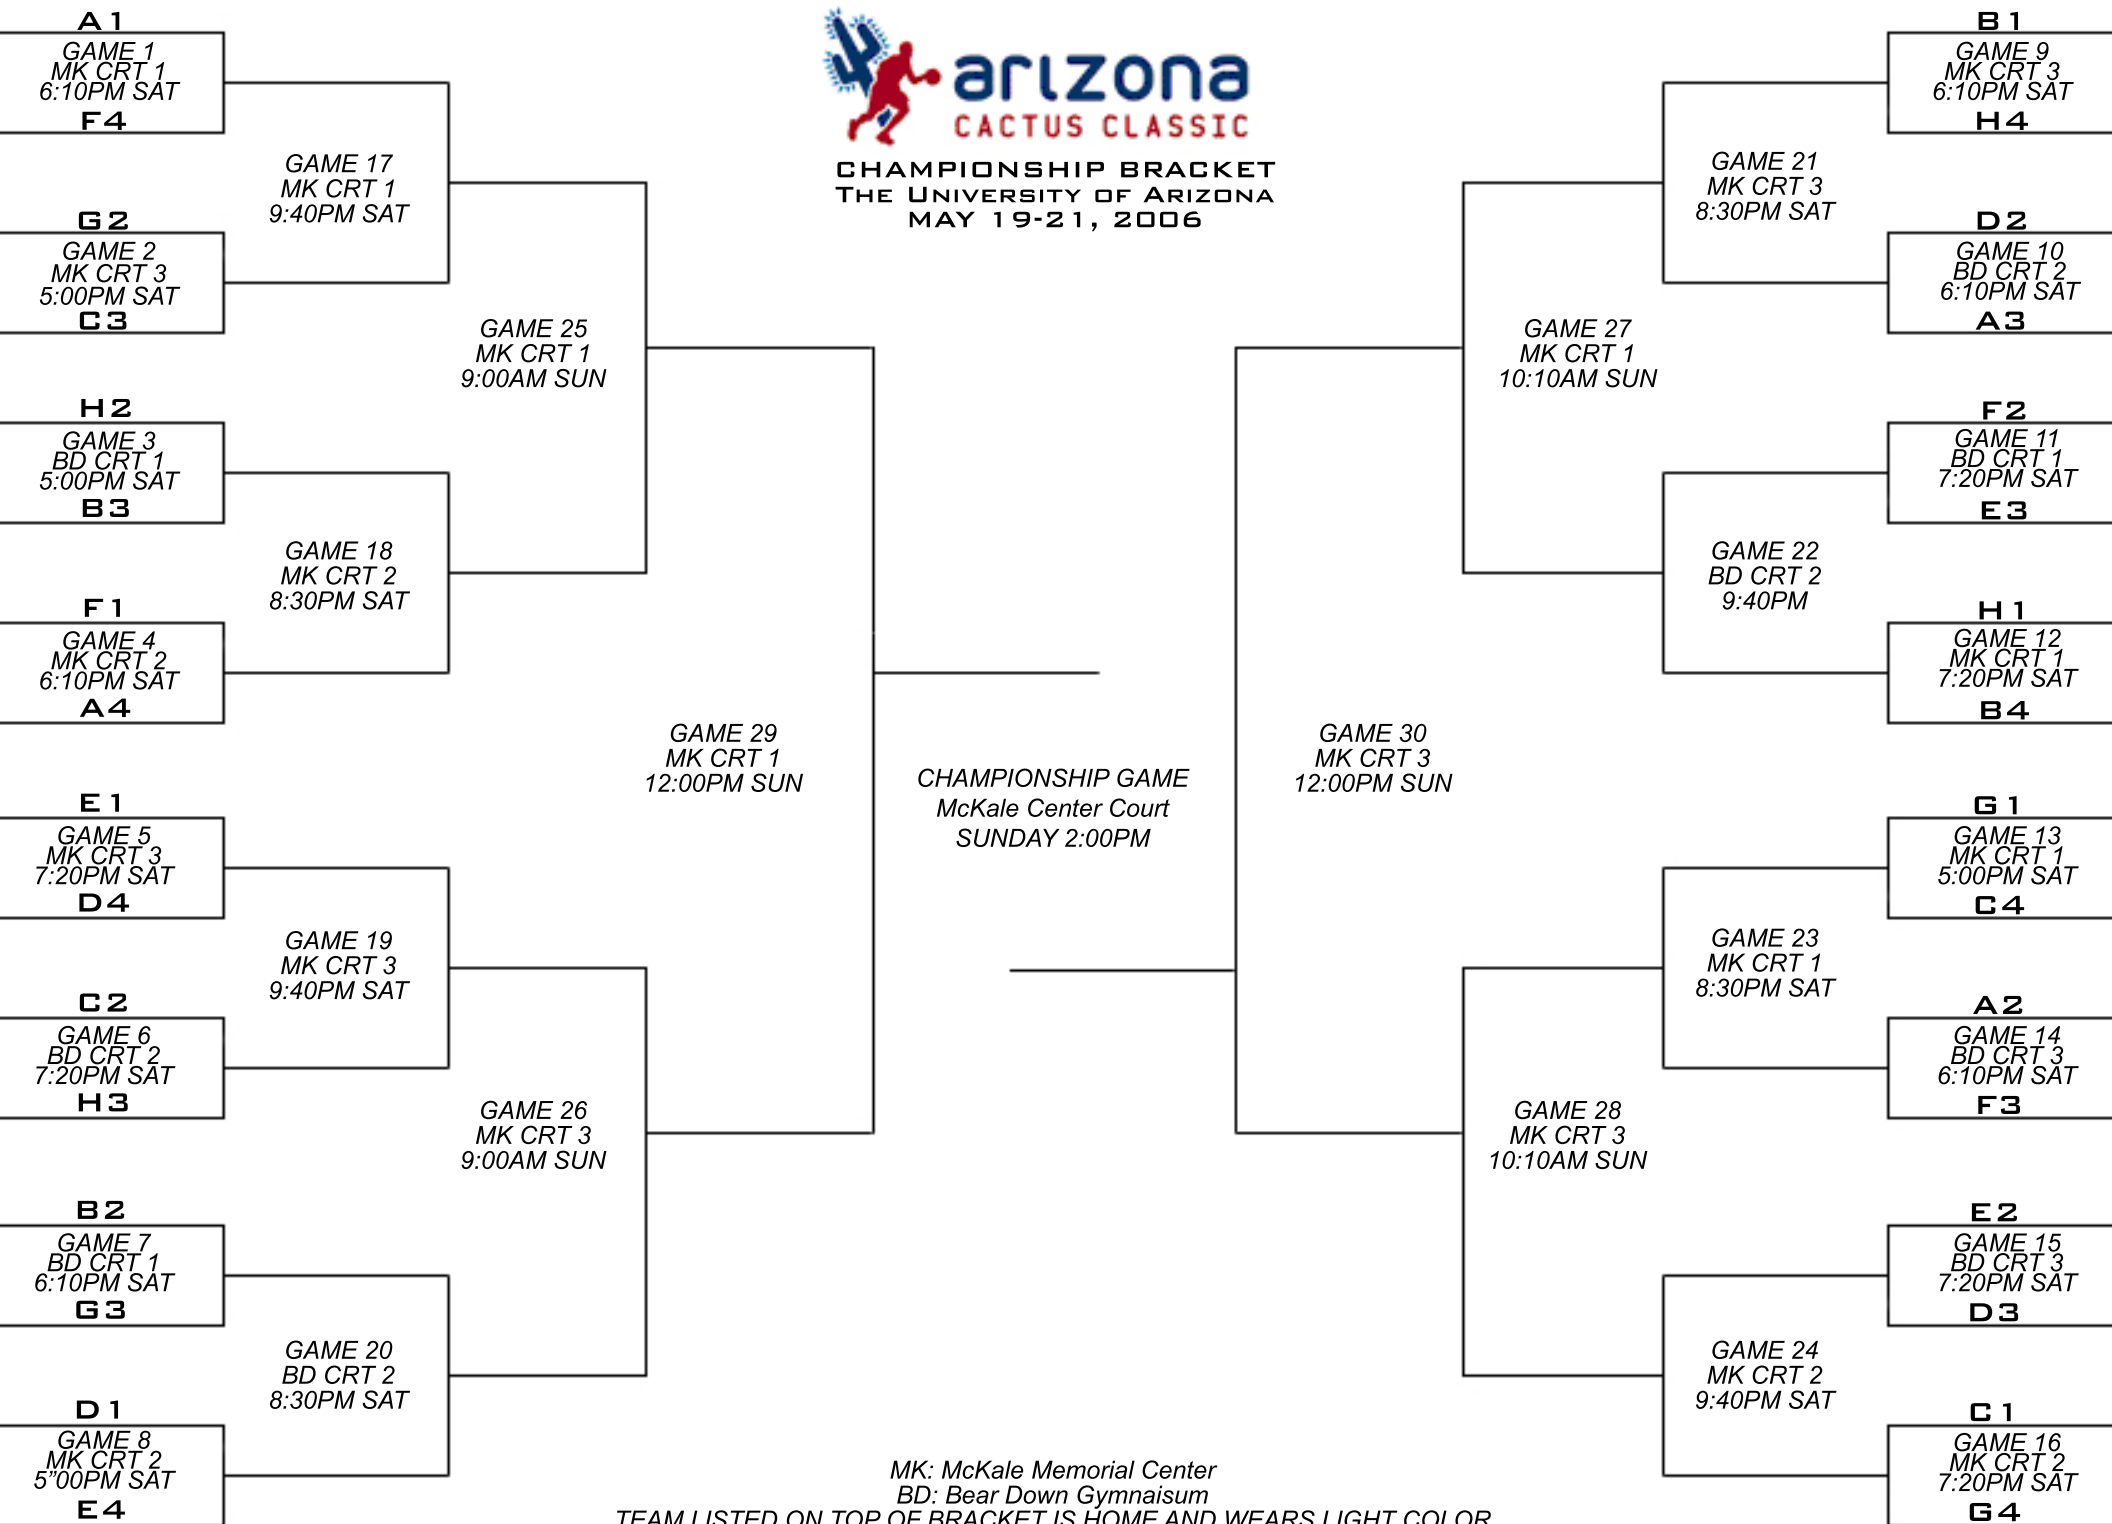 arizona
CACTUS CLASSIC
CHAMPIONSHIP BRACKET
THE UNIVERSITY OF ARIZONA
MAY 19-21, 2006
A1
GAME 1
MK CRT 1
6:10PM SAT
F4
G2
GAME 2
MK CRT 3
5:00PM SAT
C3
H2
GAME 3
BD CRT 1
5:00PM SAT
B3
F1
GAME 4
MK CRT 2
6:10PM SAT
A4
E1
GAME 5
MK CRT 3
7:20PM SAT
D4
C2
GAME 6
BD CRT 2
7:20PM SAT
H3
B2
GAME 7
BD CRT 1
6:10PM SAT
G3
D1
GAME 8
MK CRT 2
5"00PM SAT
E4
GAME 17
MK CRT 1
9:40PM SAT
GAME 18
MK CRT 2
8:30PM SAT
GAME 19
MK CRT 3
9:40PM SAT
GAME 20
BD CRT 2
8:30PM SAT
GAME 25
MK CRT 1
9:00AM SUN
GAME 26
MK CRT 3
9:00AM SUN
GAME 29
MK CRT 1
12:00PM SUN
CHAMPIONSHIP GAME
McKale Center Court
SUNDAY 2:00PM
GAME 30
MK CRT 3
12:00PM SUN
GAME 27
MK CRT 1
10:10AM SUN
GAME 28
MK CRT 3
10:10AM SUN
GAME 21
MK CRT 3
8:30PM SAT
GAME 22
BD CRT 2
9:40PM
GAME 23
MK CRT 1
8:30PM SAT
GAME 24
MK CRT 2
9:40PM SAT
B1
GAME 9
MK CRT 3
6:10PM SAT
H4
D2
GAME 10
BD CRT 2
6:10PM SAT
A3
F2
GAME 11
BD CRT 1
7:20PM SAT
E3
H1
GAME 12
MK CRT 1
7:20PM SAT
B4
G1
GAME 13
MK CRT 1
5:00PM SAT
C4
A2
GAME 14
BD CRT 3
6:10PM SAT
F3
E2
GAME 15
BD CRT 3
7:20PM SAT
D3
C1
GAME 16
MK CRT 2
7:20PM SAT
G4
MK: McKale Memorial Center
BD: Bear Down Gymnaisum
TEAM LISTED ON TOP OF BRACKET IS HOME AND WEARS LIGHT COLOR